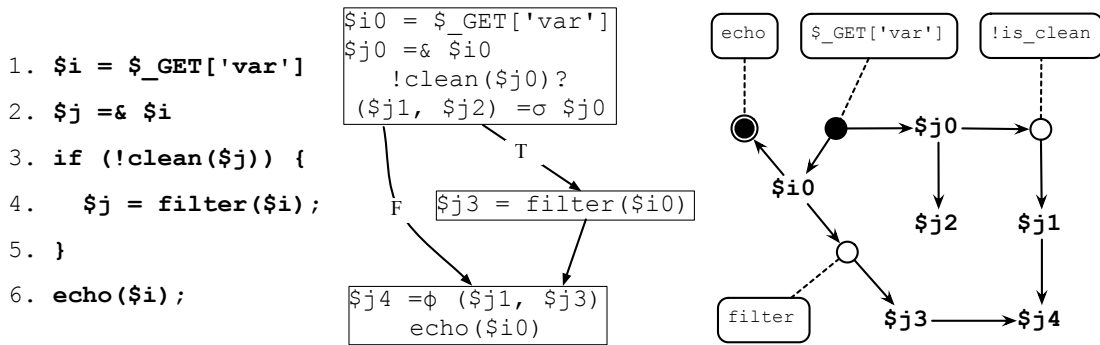 1. $i = $_GET['var']
2. $j =& $i
3. if (!clean($j)) {
4. $j = filter($i);
5. }
6. echo($i);
$i0 = $_GET['var']
$j0 =& $i0
!clean($j0)?
($j1, $j2) =σ $j0
T
F
$j3 = filter($i0)
$j4 =ϕ ($j1, $j3)
echo($i0)
echo
$_GET['var']
!is_clean
$j0
$i0
$j2
$j1
filter
$j3
$j4